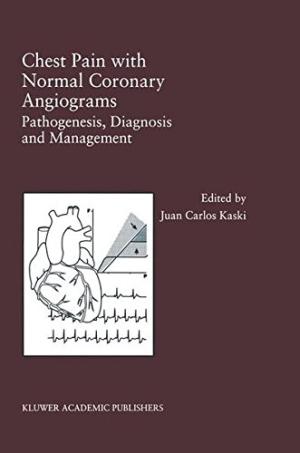 Chest Pain with
Normal Coronary
Angiograms
Pathogenesis, Diagnosis
and Management
Edited by
Juan Carlos Kaski
KLUWER ACADEMIC PUBLISHERS